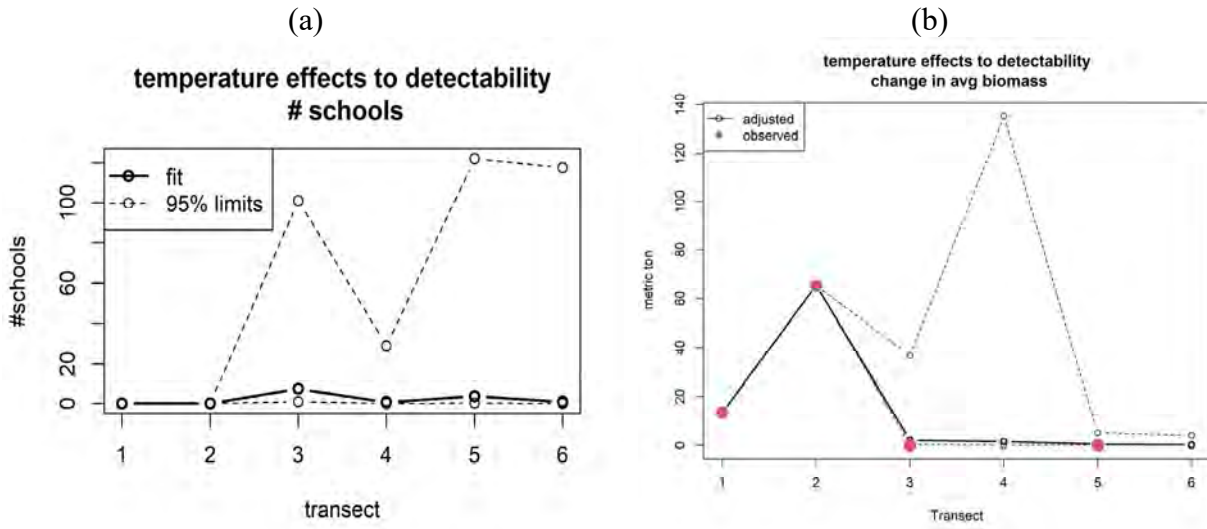 (a)
temperature effects to detectability
# schools
fit
95% limits
100
60
20
0
#schools
1 2 3 4 5 6
transect
(b)
temperature effects to detectability
change in avg biomass
adjusted
observed
140
120
100
80
60
40
20
0
metric ton
1 2 3 4 5 6
Transect